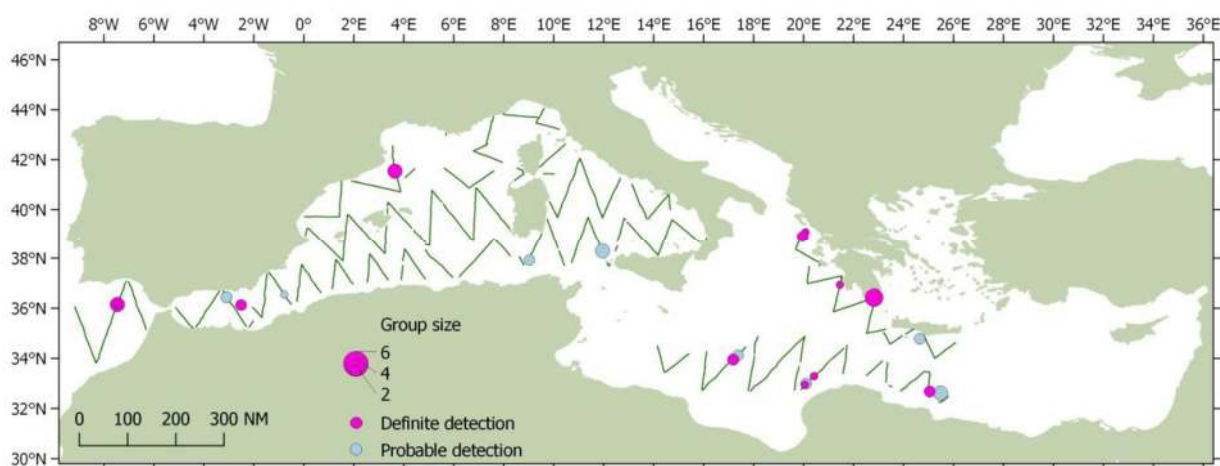 8°W 6°W 4°W 2°W 0° 2°E 4°E 6°E 8°E 10°E 12°E 14°E 16°E 18°E 20°E 22°E 24°E 26°E 28°E 30°E 32°E 34°E 36°E
46°N
44°N
42°N
40°N
38°N
36°N
34°N
32°N
30°N
Group size
6
4
2
0 100 200 300 NM
Definite detection
Probable detection